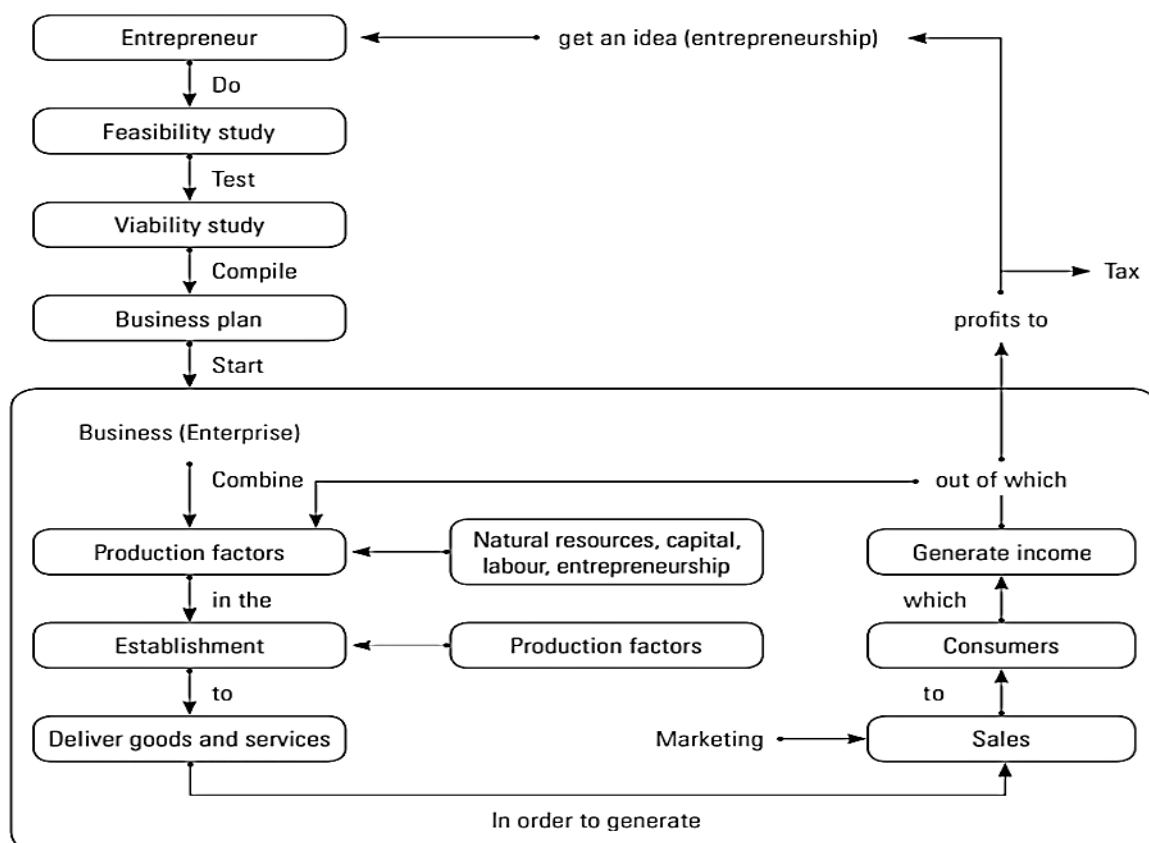 Entrepreneur
get an idea (entrepreneurship)
Do
Feasibility study
Test
Viability study
Compile
Tax
Business plan
profits to
Start
Business (Enterprise)
Combine
out of which
Production factors
Natural resources, capital,
labour, entrepreneurship
Generate income
in the
which
Establishment
Production factors
Consumers
to
to
Deliver goods and services
Marketing
Sales
In order to generate